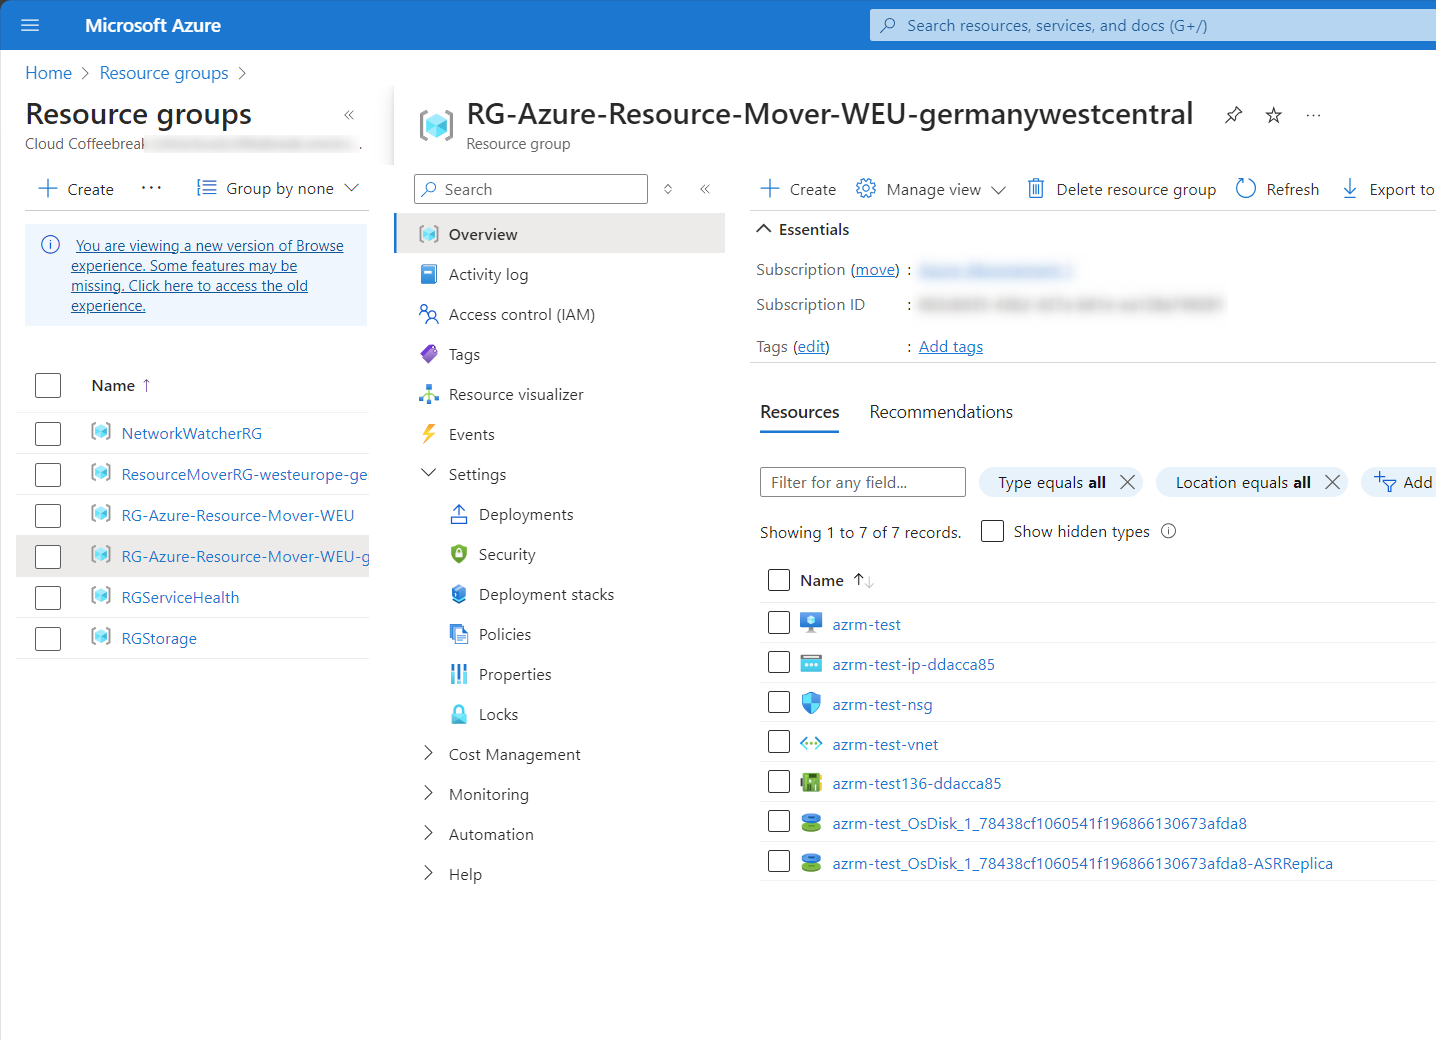 Microsoft Azure
Search resources, services, and docs (G+/)
Home
Resource groups
Resource groups
Cloud Coffeebreak
Create
Group by none
You are viewing a new version of Browse
experience. Some features may be
missing. Click here to access the old
experience.
Name
NetworkWatcherRG
ResourceMoverRG-westeurope-ge
RG-Azure-Resource-Mover-WEU
RG-Azure-Resource-Mover-WEU-g
RGServiceHealth
RGStorage
RG-Azure-Resource-Mover-WEU-germanywestcentral
Resource group
Search
Overview
Activity log
Access control (IAM)
Tags
Resource visualizer
Events
Settings
Deployments
Security
Deployment stacks
Policies
Properties
Locks
Cost Management
Monitoring
Automation
Help
Create
Manage view
Delete resource group
Refresh
Export to
Essentials
Subscription (move) :
Subscription ID :
Tags (edit) : Add tags
Resources
Recommendations
Filter for any field...
Type equals all
Location equals all
Add
Showing 1 to 7 of 7 records.
Show hidden types
Name
azrm-test
azrm-test-ip-ddacca85
azrm-test-nsg
azrm-test-vnet
azrm-test136-ddacca85
azrm-test_OsDisk_1_78438cf1060541f196866130673afda8
azrm-test_OsDisk_1_78438cf1060541f196866130673afda8-ASRReplica